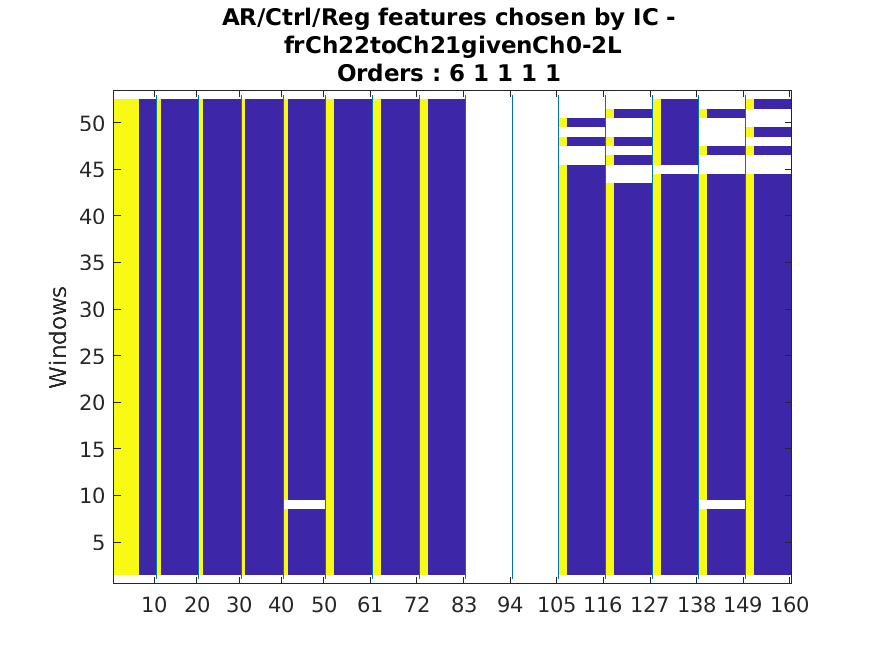 AR/Ctrl/Reg features chosen by IC -
frCh22toCh21givenCh0-2L
Orders : 6 1 1 1 1
50
45
40
35
30
25
20
15
10
5
Windows
10 20 30 40 50 61 72 83 94 105 116 127 138 149 160